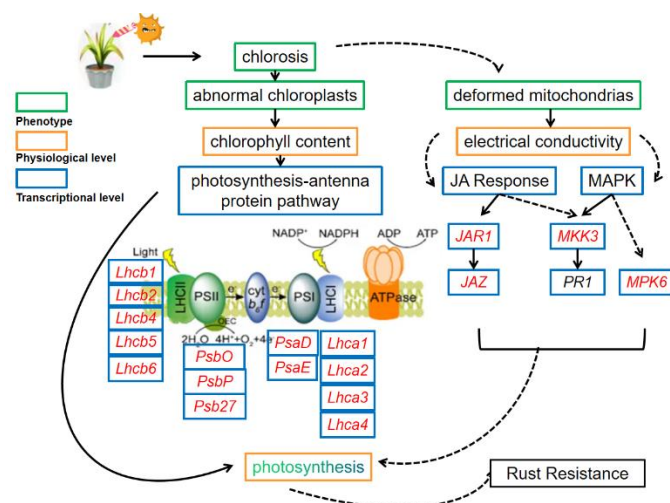 chlorosis
abnormal chloroplasts
deformed mitochondrias
Phenotype
chlorophyll content
electrical conductivity
Physiological level
photosynthesis-antenna
protein pathway
JA Response
MAPK
Transcriptional level
NADP⁺
NADPH
ADP
ATP
JAR1
MKK3
Light
Lhcb1
Lhcb2
Lhcb4
Lhcb5
Lhcb6
LHCII
PSII
e⁻
cyt
b₆f
e⁻
PSI
LHCI
ATPase
JAZ
PR1
MPK6
OEC
2H₂O 4H⁺+O₂+4e
PsbO
PsbP
Psb27
PsaD
PsaE
Lhca1
Lhca2
Lhca3
Lhca4
photosynthesis
Rust Resistance